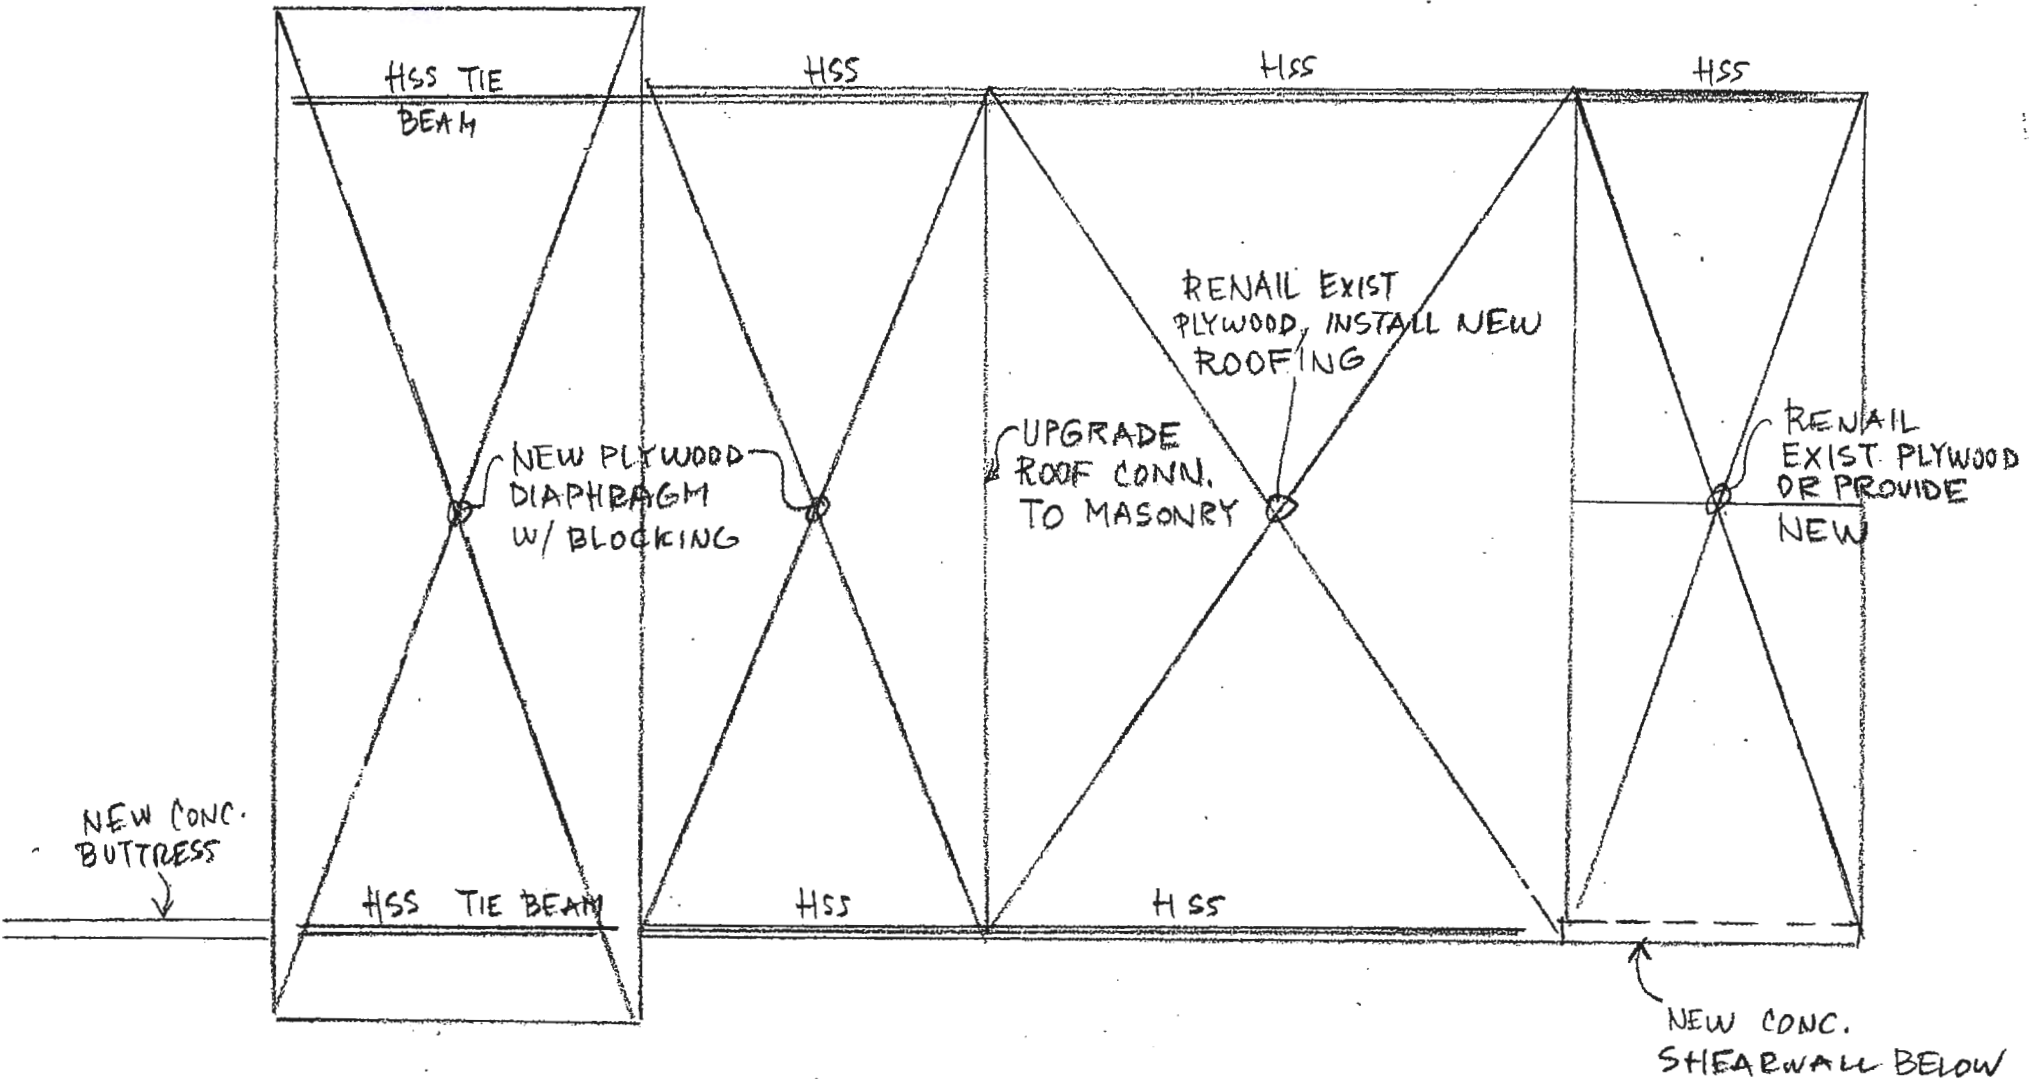 HSS TIE
BEAM
HSS
HSS
HSS
RENAIL EXIST
PLYWOOD, INSTALL NEW
ROOFING
NEW PLYWOOD
DIAPHRAGM
W/ BLOCKING
UPGRADE
ROOF CONN.
TO MASONRY
RENAIL
EXIST. PLYWOOD
OR PROVIDE
NEW
NEW CONC.
BUTTRESS
HSS TIE BEAM
HSS
HSS
NEW CONC.
SHEARWALL BELOW